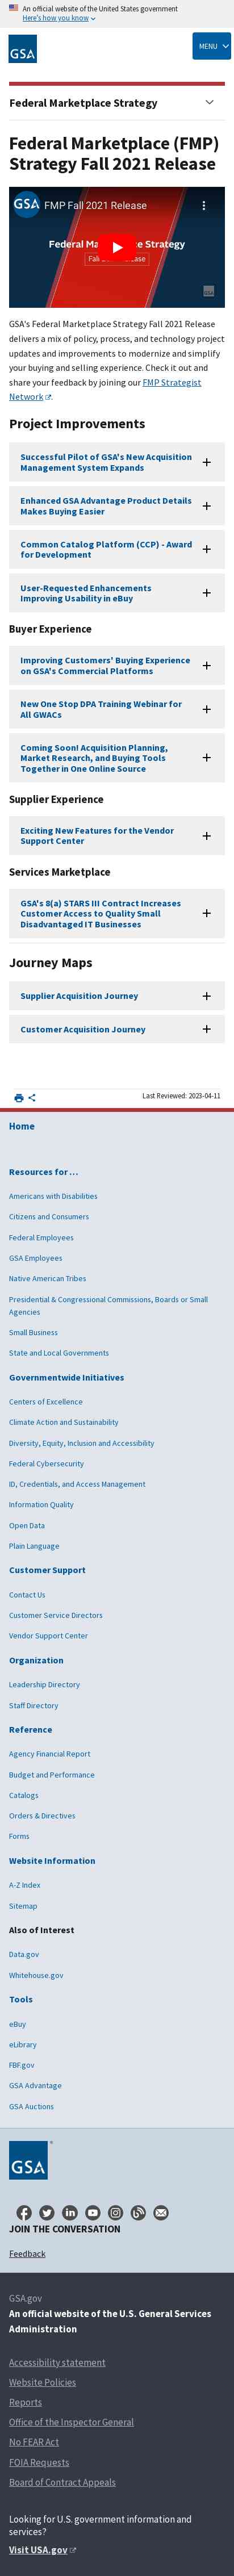 An official website of the United States government
Here's how you know
GSA
MENU
Federal Marketplace Strategy
Federal Marketplace (FMP)
Strategy Fall 2021 Release
GSA
FMP Fall 2021 Release
Federal Marketplace Strategy
GSA's Federal Marketplace Strategy Fall 2021 Release
delivers a mix of policy, process, and technology project
updates and improvements to modernize and simplify
your buying and selling experience. Check it out and
share your feedback by joining our FMP Strategist
Network.
Project Improvements
Successful Pilot of GSA's New Acquisition
Management System Expands
Enhanced GSA Advantage Product Details
Makes Buying Easier
Common Catalog Platform (CCP) - Award
for Development
User-Requested Enhancements
Improving Usability in eBuy
Buyer Experience
Improving Customers' Buying Experience
on GSA's Commercial Platforms
New One Stop DPA Training Webinar for
All GWACs
Coming Soon! Acquisition Planning,
Market Research, and Buying Tools
Together in One Online Source
Supplier Experience
Exciting New Features for the Vendor
Support Center
Services Marketplace
GSA's 8(a) STARS III Contract Increases
Customer Access to Quality Small
Disadvantaged IT Businesses
Journey Maps
Supplier Acquisition Journey
Customer Acquisition Journey
Last Reviewed: 2023-04-11
Home
Resources for …
Americans with Disabilities
Citizens and Consumers
Federal Employees
GSA Employees
Native American Tribes
Presidential & Congressional Commissions, Boards or Small
Agencies
Small Business
State and Local Governments
Governmentwide Initiatives
Centers of Excellence
Climate Action and Sustainability
Diversity, Equity, Inclusion and Accessibility
Federal Cybersecurity
ID, Credentials, and Access Management
Information Quality
Open Data
Plain Language
Customer Support
Contact Us
Customer Service Directors
Vendor Support Center
Organization
Leadership Directory
Staff Directory
Reference
Agency Financial Report
Budget and Performance
Catalogs
Orders & Directives
Forms
Website Information
A-Z Index
Sitemap
Also of Interest
Data.gov
Whitehouse.gov
Tools
eBuy
eLibrary
FBF.gov
GSA Advantage
GSA Auctions
GSA
JOIN THE CONVERSATION
Feedback
GSA.gov
An official website of the U.S. General Services
Administration
Accessibility statement
Website Policies
Reports
Office of the Inspector General
No FEAR Act
FOIA Requests
Board of Contract Appeals
Looking for U.S. government information and
services?
Visit USA.gov